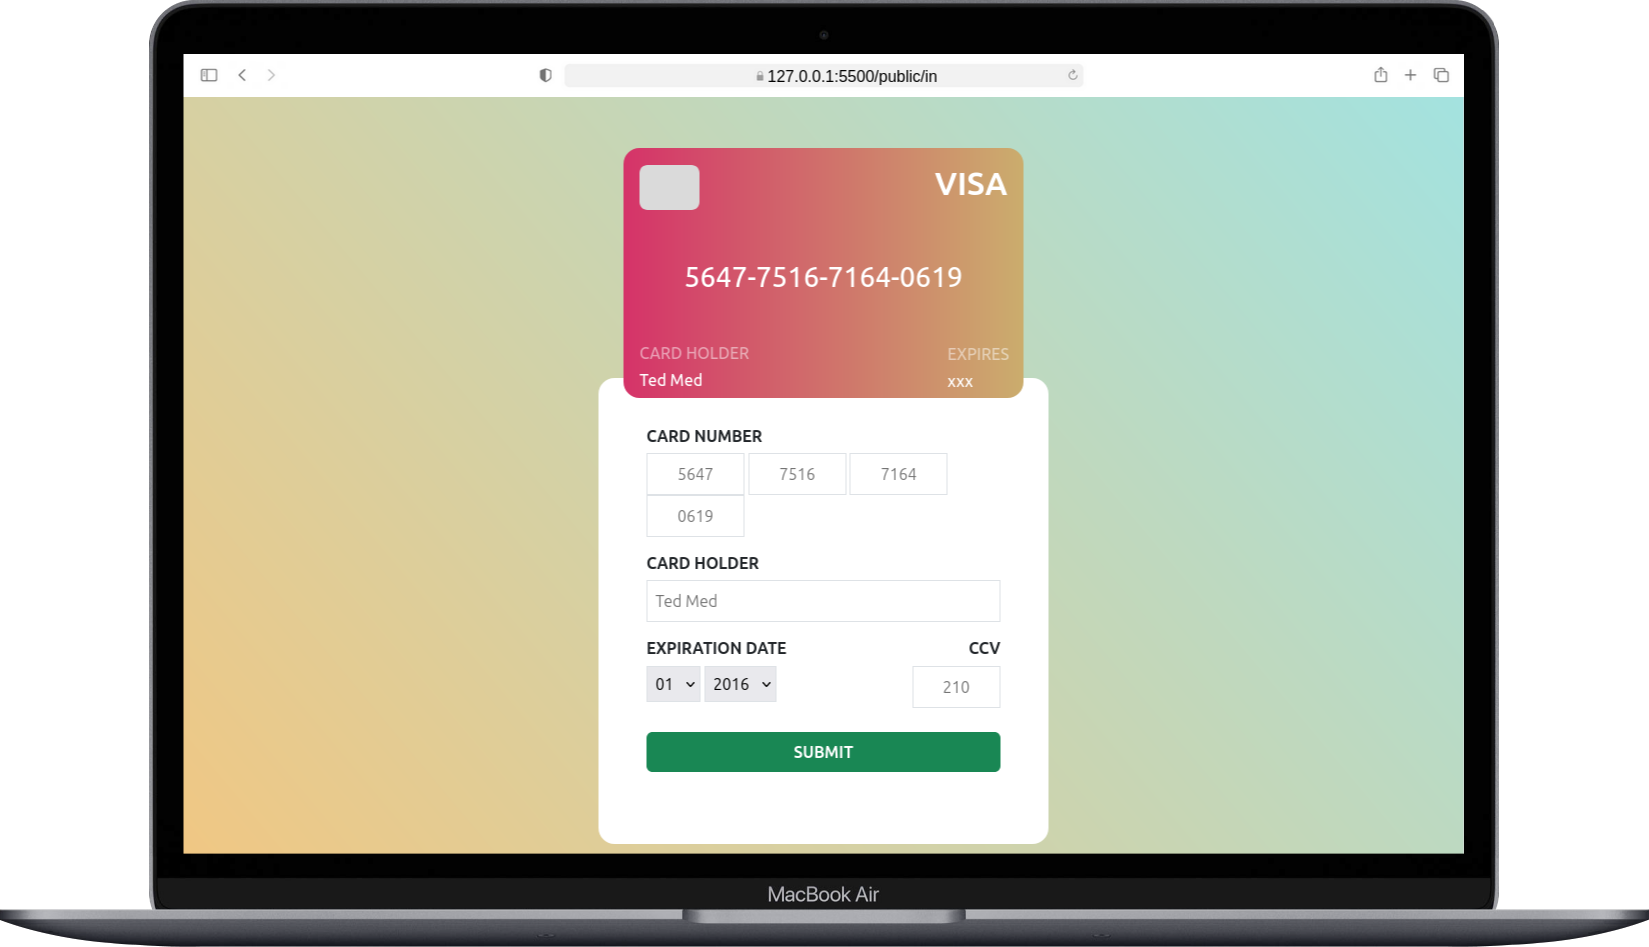 127.0.0.1:5500/public/in
VISA
5647-7516-7164-0619
CARD HOLDER EXPIRES
Ted Med xxx
CARD NUMBER
5647 7516 7164
0619
CARD HOLDER
Ted Med
EXPIRATION DATE CCV
01 2016 210
SUBMIT
MacBook Air